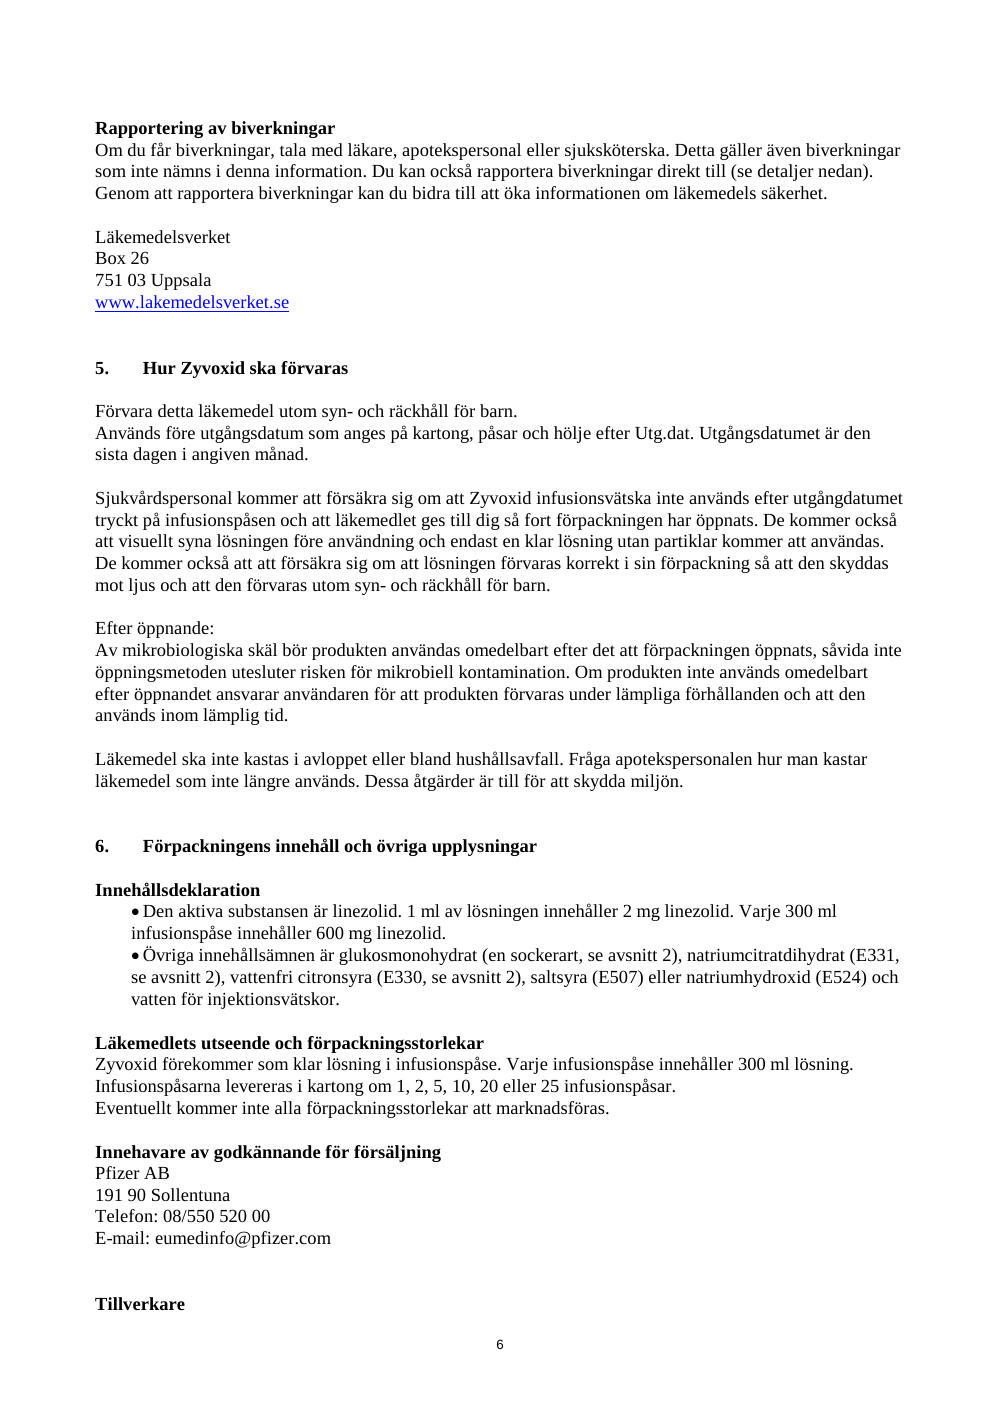 Rapportering av biverkningar
Om du får biverkningar, tala med läkare, apotekspersonal eller sjuksköterska. Detta gäller även biverkningar
som inte nämns i denna information. Du kan också rapportera biverkningar direkt till (se detaljer nedan).
Genom att rapportera biverkningar kan du bidra till att öka informationen om läkemedels säkerhet.
Läkemedelsverket
Box 26
751 03 Uppsala
www.lakemedelsverket.se
5. Hur Zyvoxid ska förvaras
Förvara detta läkemedel utom syn- och räckhåll för barn.
Används före utgångsdatum som anges på kartong, påsar och hölje efter Utg.dat. Utgångsdatumet är den
sista dagen i angiven månad.
Sjukvårdspersonal kommer att försäkra sig om att Zyvoxid infusionsvätska inte används efter utgångdatumet
tryckt på infusionspåsen och att läkemedlet ges till dig så fort förpackningen har öppnats. De kommer också
att visuellt syna lösningen före användning och endast en klar lösning utan partiklar kommer att användas.
De kommer också att att försäkra sig om att lösningen förvaras korrekt i sin förpackning så att den skyddas
mot ljus och att den förvaras utom syn- och räckhåll för barn.
Efter öppnande:
Av mikrobiologiska skäl bör produkten användas omedelbart efter det att förpackningen öppnats, såvida inte
öppningsmetoden utesluter risken för mikrobiell kontamination. Om produkten inte används omedelbart
efter öppnandet ansvarar användaren för att produkten förvaras under lämpliga förhållanden och att den
används inom lämplig tid.
Läkemedel ska inte kastas i avloppet eller bland hushållsavfall. Fråga apotekspersonalen hur man kastar
läkemedel som inte längre används. Dessa åtgärder är till för att skydda miljön.
6. Förpackningens innehåll och övriga upplysningar
Innehållsdeklaration
• Den aktiva substansen är linezolid. 1 ml av lösningen innehåller 2 mg linezolid. Varje 300 ml
infusionspåse innehåller 600 mg linezolid.
• Övriga innehållsämnen är glukosmonohydrat (en sockerart, se avsnitt 2), natriumcitratdihydrat (E331,
se avsnitt 2), vattenfri citronsyra (E330, se avsnitt 2), saltsyra (E507) eller natriumhydroxid (E524) och
vatten för injektionsvätskor.
Läkemedlets utseende och förpackningsstorlekar
Zyvoxid förekommer som klar lösning i infusionspåse. Varje infusionspåse innehåller 300 ml lösning.
Infusionspåsarna levereras i kartong om 1, 2, 5, 10, 20 eller 25 infusionspåsar.
Eventuellt kommer inte alla förpackningsstorlekar att marknadsföras.
Innehavare av godkännande för försäljning
Pfizer AB
191 90 Sollentuna
Telefon: 08/550 520 00
E-mail: eumedinfo@pfizer.com
Tillverkare
6